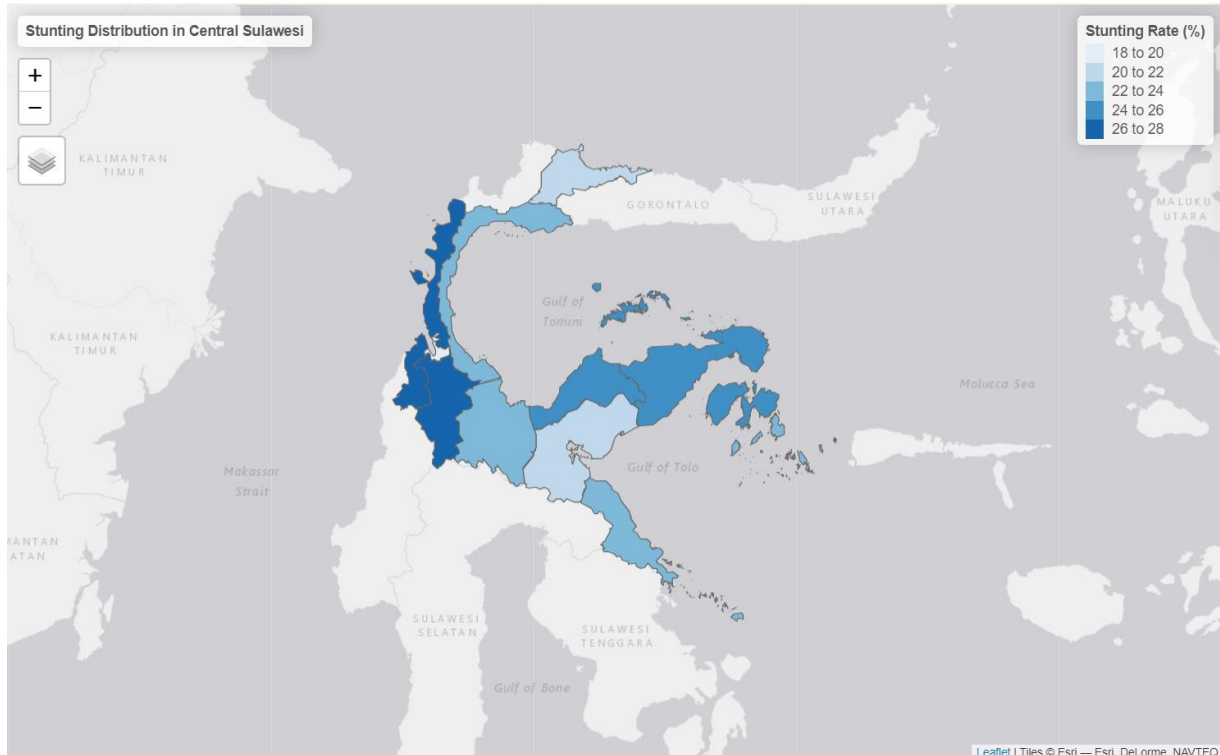 Stunting Distribution in Central Sulawesi
+
−
Stunting Rate (%)
18 to 20
20 to 22
22 to 24
24 to 26
26 to 28
KALIMANTAN
TIMUR
SULAWESI
UTARA
GORONTALO
MALUKU
UTARA
Gulf of
Tomini
KALIMANTAN
TIMUR
Molucca Sea
Makassar
Strait
Gulf of Tolo
MANTAN
LATAN
SULAWESI
SELATAN
SULAWESI
TENGGARA
Gulf of Bone
Leaflet | Tiles © Esri — Esri, DeLorme, NAVTEQ